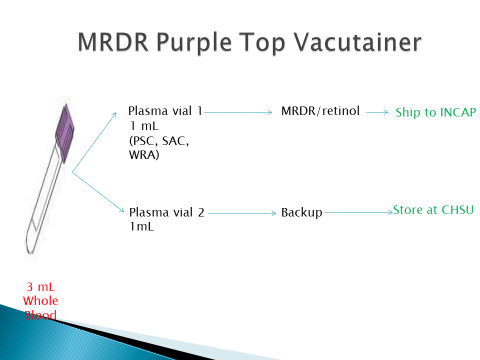 MRDR Purple Top Vacutainer
Plasma vial 1
1 mL
(PSC, SAC,
WRA)
MRDR/retinol
Ship to INCAP
Plasma vial 2
1mL
Backup
Store at CHSU
3 mL
Whole
Blood